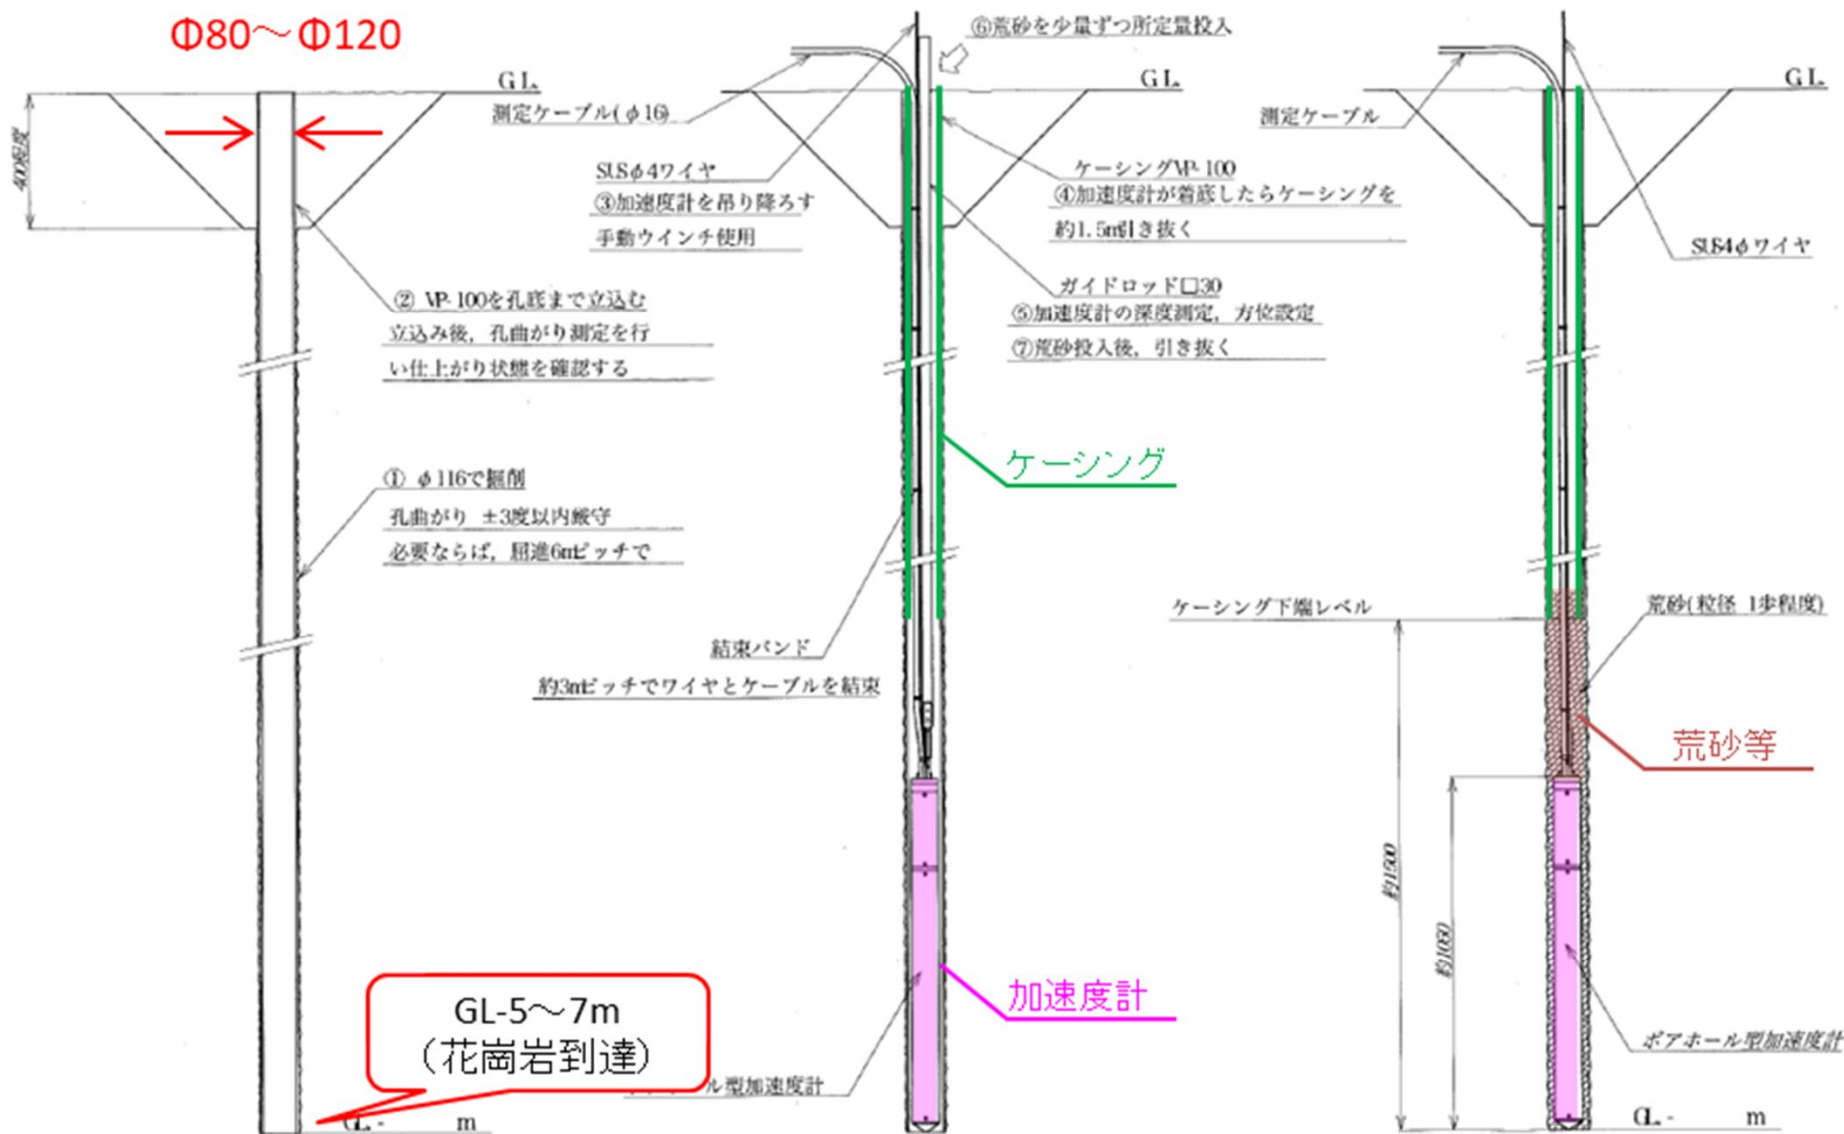 Φ80～Φ120
GL.
400程度
② VP-100を孔底まで立込む
立込み後，孔曲がり測定を行
い仕上がり状態を確認する
① φ116で掘削
孔曲がり ±3度以内厳守
必要ならば，屈進6mピッチで
GL-5～7m
（花崗岩到達）
GL. - m
⑥荒砂を少量ずつ所定量投入
GL.
測定ケーブル(φ16)
SUSφ4ワイヤ
③加速度計を吊り降ろす
手動ウインチ使用
ケーシングVP-100
④加速度計が着底したらケーシングを
約1.5m引き抜く
ガイドロッド□30
⑤加速度計の深度測定，方位設定
⑦荒砂投入後，引き抜く
ケーシング
結束バンド
約3mピッチでワイヤとケーブルを結束
加速度計
ル型加速度計
GL.
測定ケーブル
SUS4φワイヤ
ケーシング下端レベル
荒砂(粒径 1歩程度)
荒砂等
約1500
約1050
ボアホール型加速度計
GL. - m